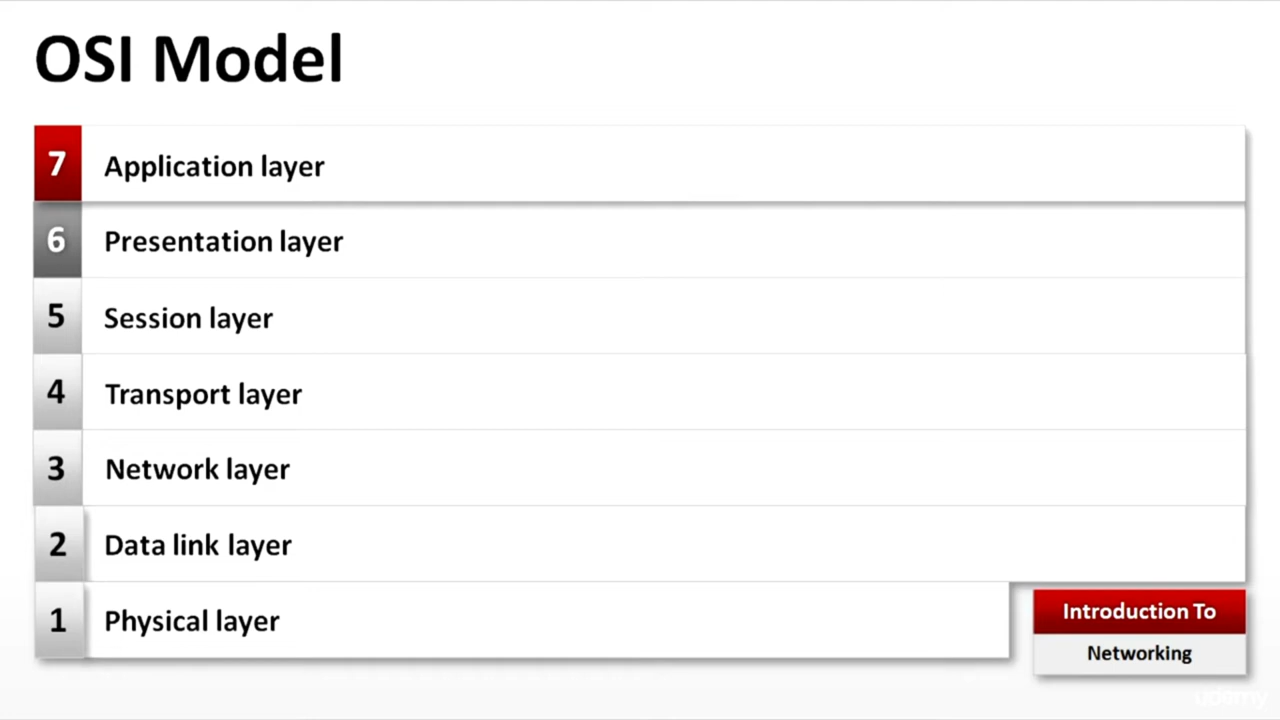 OSI Model
7 Application layer
6 Presentation layer
5 Session layer
4 Transport layer
3 Network layer
2 Data link layer
1 Physical layer
Introduction To
Networking
udemy